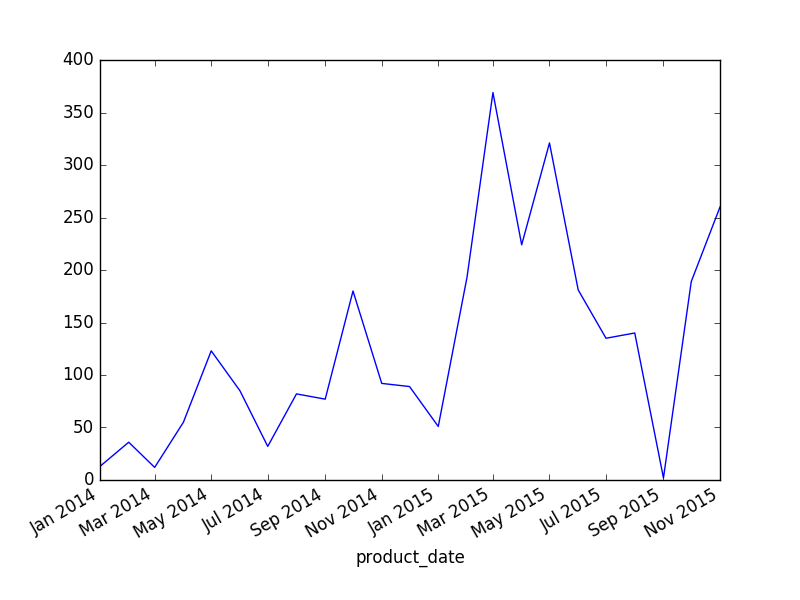 400
350
300
250
200
150
100
50
0
Jan 2014
Mar 2014
May 2014
Jul 2014
Sep 2014
Nov 2014
Jan 2015
Mar 2015
May 2015
Jul 2015
Sep 2015
Nov 2015
product_date